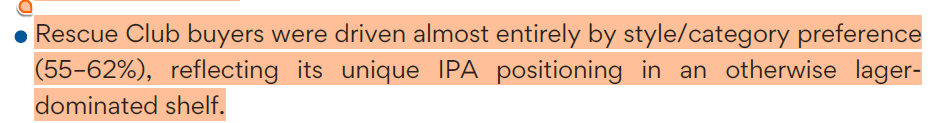 Rescue Club buyers were driven almost entirely by style/category preference
(55–62%), reflecting its unique IPA positioning in an otherwise lager-
dominated shelf.